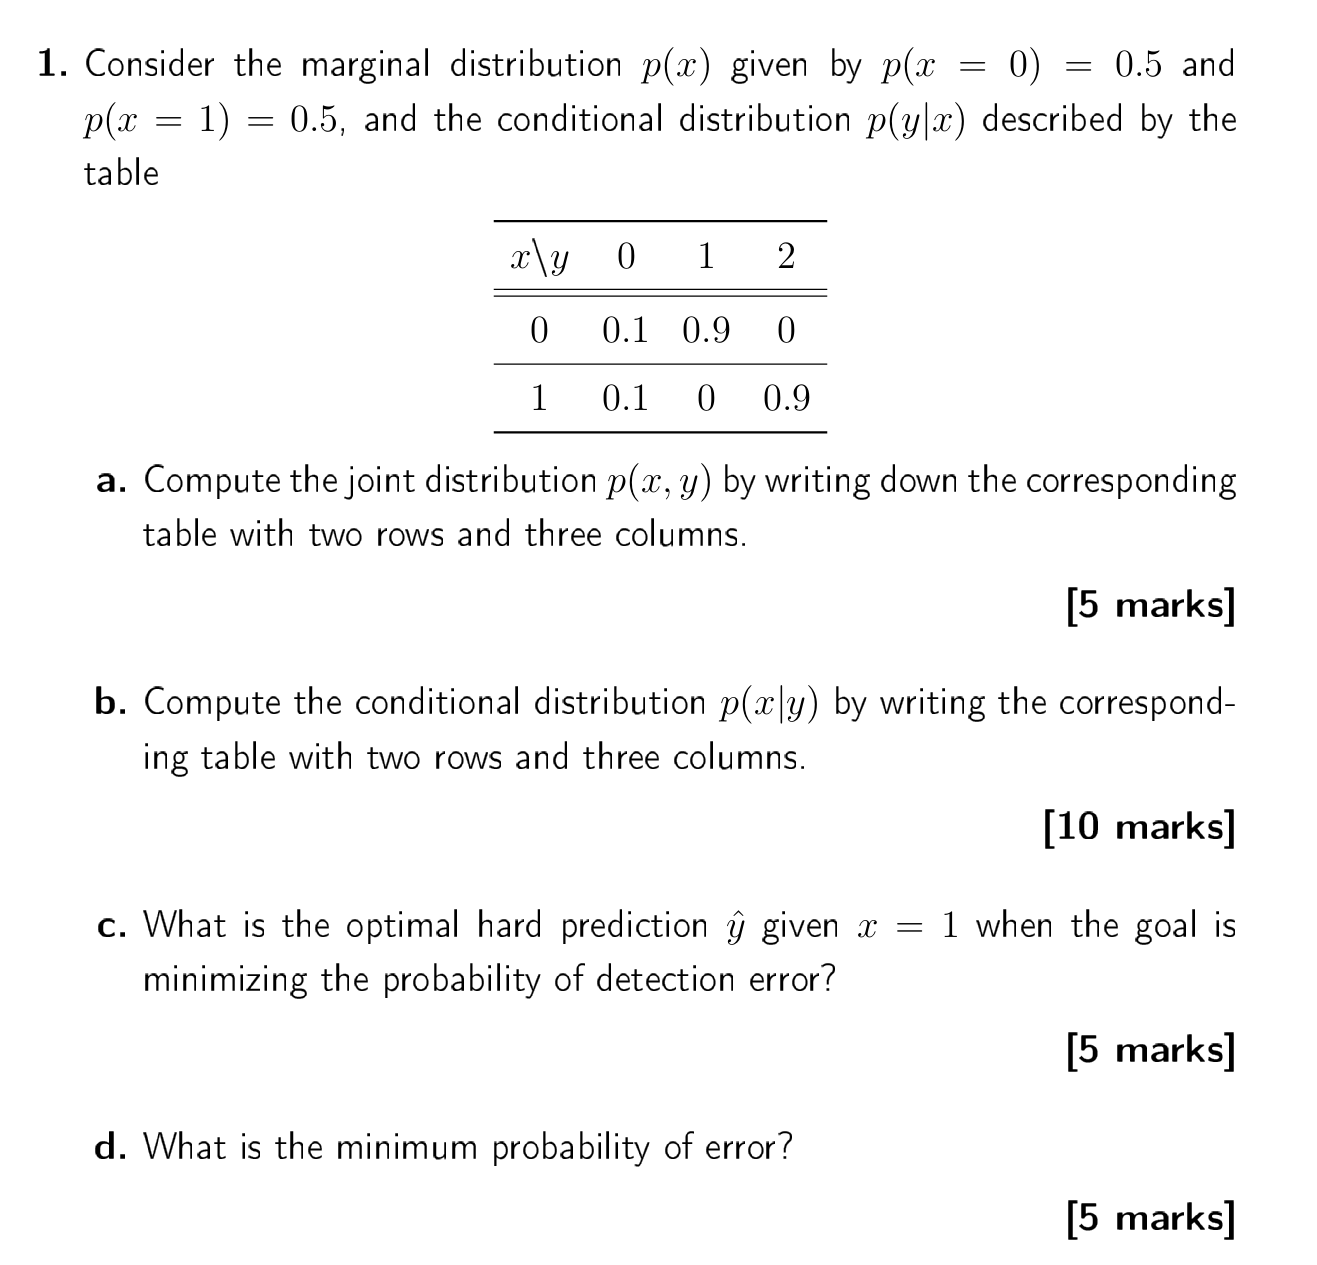 1. Consider the marginal distribution p(x) given by p(x = 0) = 0.5 and
p(x = 1) = 0.5, and the conditional distribution p(y|x) described by the
table
x\y 0 1 2
0 0.1 0.9 0
1 0.1 0 0.9
a. Compute the joint distribution p(x, y) by writing down the corresponding
table with two rows and three columns.
[5 marks]
b. Compute the conditional distribution p(x|y) by writing the correspond-
ing table with two rows and three columns.
[10 marks]
c. What is the optimal hard prediction ŷ given x = 1 when the goal is
minimizing the probability of detection error?
[5 marks]
d. What is the minimum probability of error?
[5 marks]